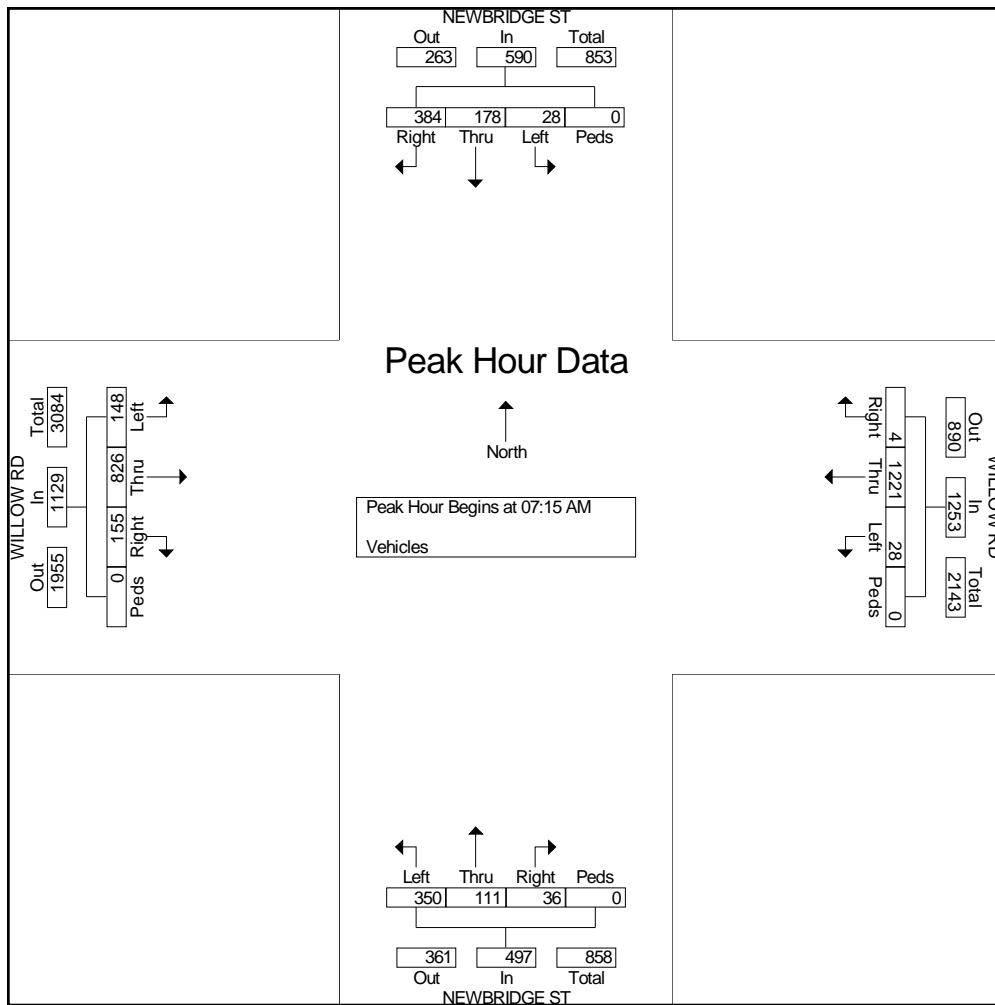 NEWBRIDGE ST
Out In Total
263 590 853
384 178 28 0
Right Thru Left Peds
Peak Hour Data
North
Peak Hour Begins at 07:15 AM
Vehicles
WILLOW RD
Total In Out
3084 1129 1955
148 826 155 0
Left Thru Right Peds
Right Thru Left Peds
4 1221 28 0
Out In Total
890 1253 2143
WILLOW RD
Left Thru Right Peds
350 111 36 0
361 497 858
Out In Total
NEWBRIDGE ST